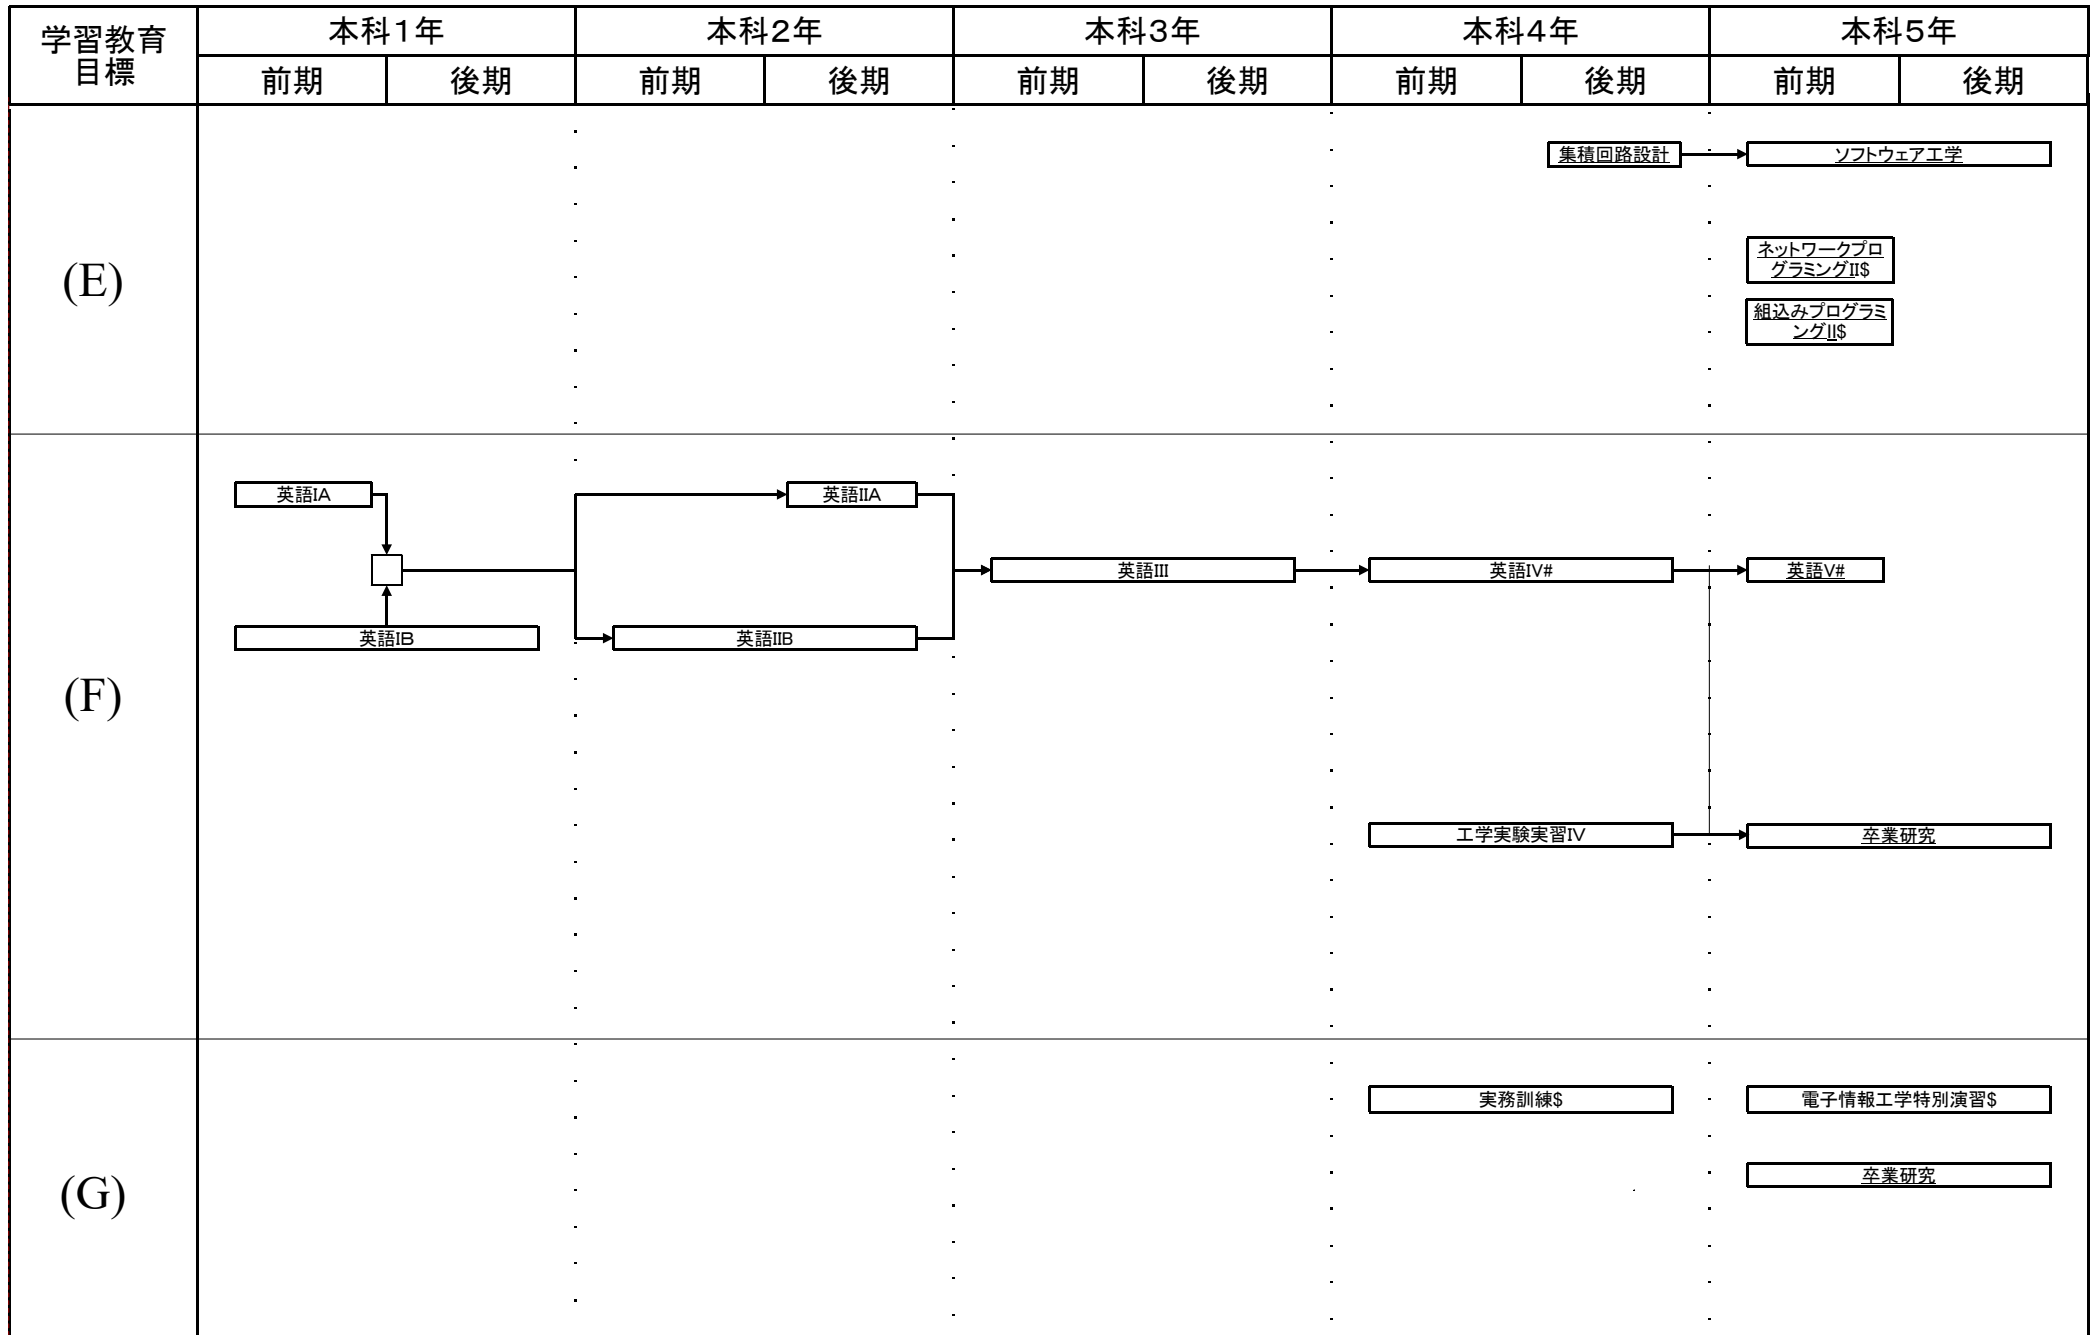 学習教育
目標
本科1年
本科2年
本科3年
本科4年
本科5年
前期
後期
前期
後期
前期
後期
前期
後期
前期
後期
(E)
集積回路設計
ソフトウェア工学
ネットワークプロ
グラミングII$
組込みプログラミ
ングII$
(F)
英語IA
英語IIA
英語III
英語IV#
英語V#
英語IB
英語IIB
工学実験実習IV
卒業研究
(G)
実務訓練$
電子情報工学特別演習$
卒業研究